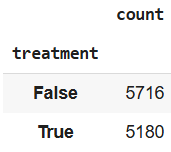 count
treatment
False 5716
True 5180